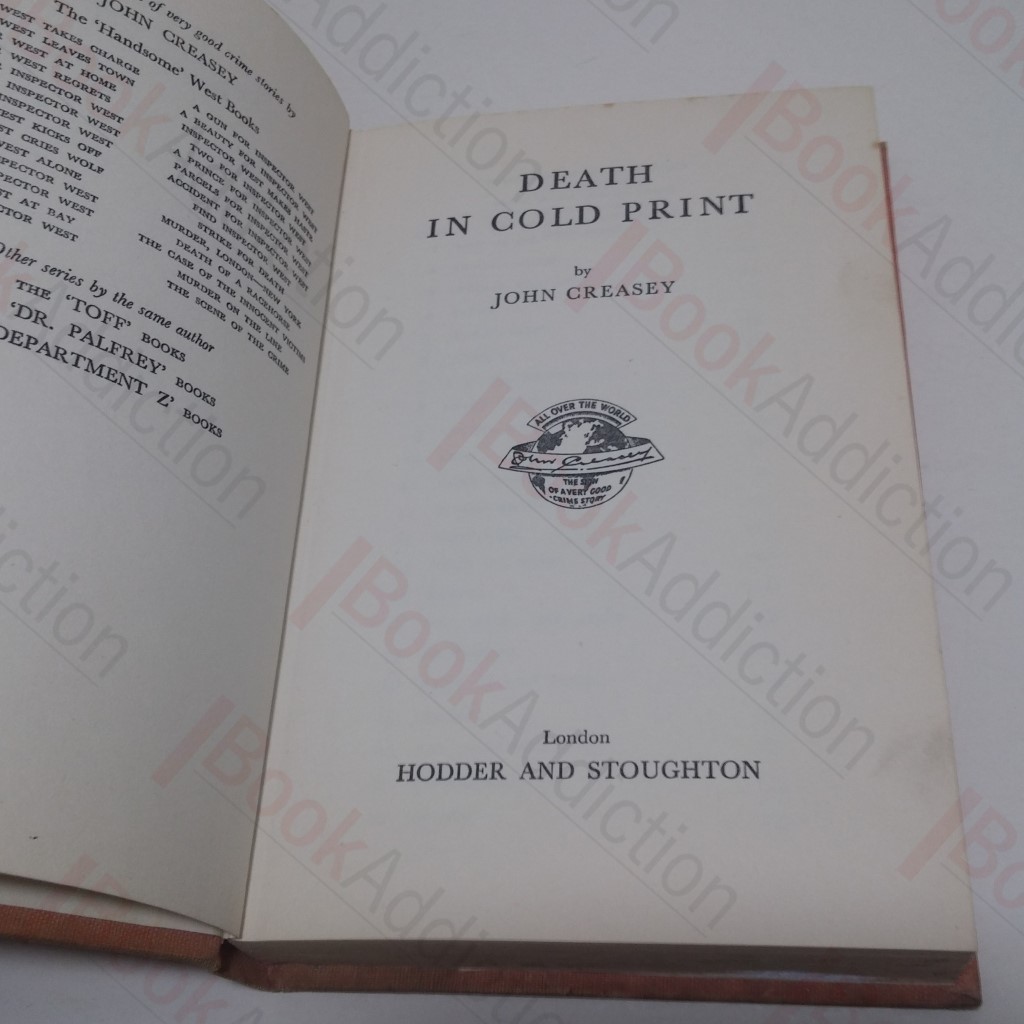 of very good crime stories by
JOHN CREASEY
The 'Handsome' West Books
WEST TAKES CHARGE
WEST LEAVES TOWN
WEST AT HOME
WEST REGRETS
INSPECTOR WEST
INSPECTOR WEST
WEST KICKS OFF
WEST CRIES WOLF
WEST ALONE
INSPECTOR WEST
INSPECTOR WEST
AT BAY
WEST
A GUN FOR INSPECTOR WEST
A BEAUTY FOR INSPECTOR WEST
INSPECTOR WEST MAKES HASTE
TWO FOR INSPECTOR WEST
A PRINCE FOR INSPECTOR WEST
PARCELS FOR INSPECTOR WEST
ACCIDENT FOR INSPECTOR WEST
FIND INSPECTOR WEST
STRIKE FOR DEATH
MURDER, LONDON—NEW YORK
DEATH OF A RACEHORSE
THE CASE OF THE INNOCENT VICTIMS
MURDER ON THE LINE
THE SCENE OF THE CRIME
Other series by the same author
THE 'TOFF' BOOKS
'DR. PALFREY' BOOKS
DEPARTMENT Z' BOOKS
DEATH
IN COLD PRINT
by
JOHN CREASEY
ALL OVER THE WORLD
John Creasey
THE SIGN
OF A VERY GOOD
CRIME STORY
London
HODDER AND STOUGHTON
BookAddiction